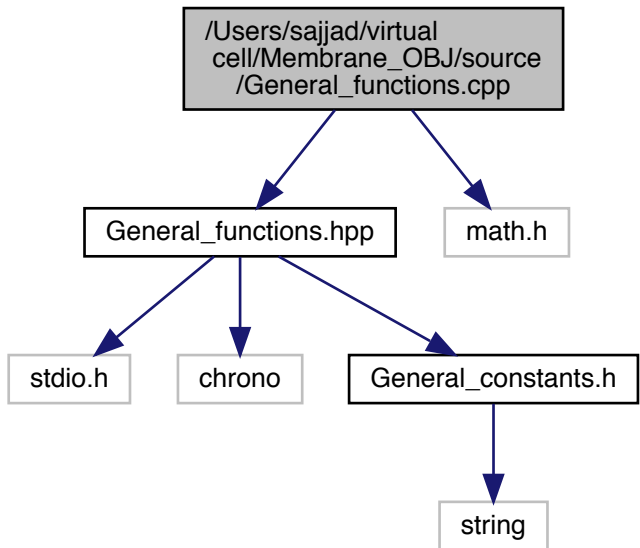 /Users/sajjad/virtual
cell/Membrane_OBJ/source
/General_functions.cpp
General_functions.hpp
math.h
stdio.h
chrono
General_constants.h
string